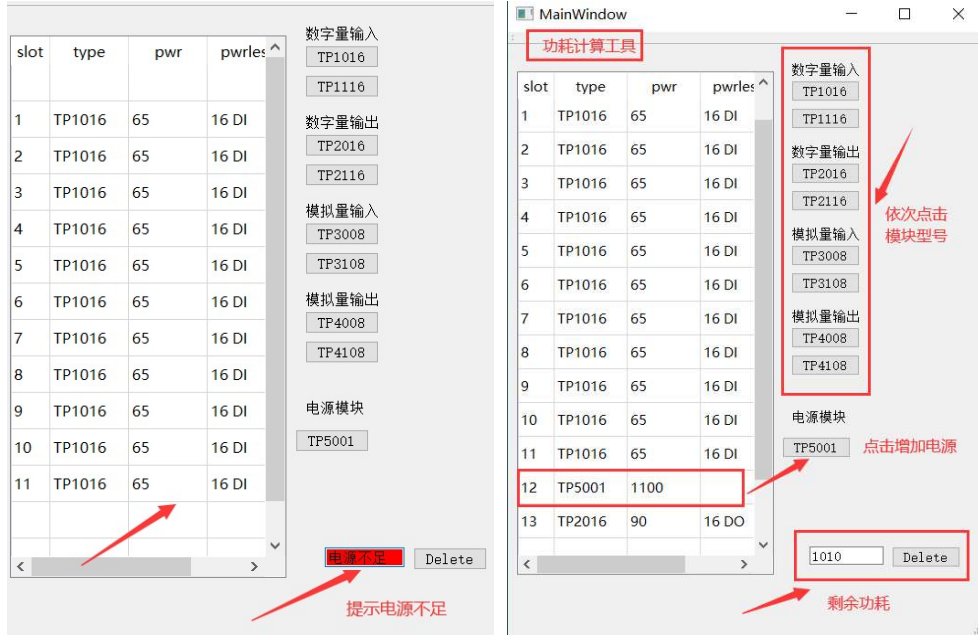 slot type pwr pwrles
1 TP1016 65 16 DI
2 TP1016 65 16 DI
3 TP1016 65 16 DI
4 TP1016 65 16 DI
5 TP1016 65 16 DI
6 TP1016 65 16 DI
7 TP1016 65 16 DI
8 TP1016 65 16 DI
9 TP1016 65 16 DI
10 TP1016 65 16 DI
11 TP1016 65 16 DI
数字量输入
TP1016
TP1116
数字量输出
TP2016
TP2116
模拟量输入
TP3008
TP3108
模拟量输出
TP4008
TP4108
电源模块
TP5001
电源不足 Delete
提示电源不足
MainWindow
功耗计算工具
slot type pwr pwrles
1 TP1016 65 16 DI
2 TP1016 65 16 DI
3 TP1016 65 16 DI
4 TP1016 65 16 DI
5 TP1016 65 16 DI
6 TP1016 65 16 DI
7 TP1016 65 16 DI
8 TP1016 65 16 DI
9 TP1016 65 16 DI
10 TP1016 65 16 DI
11 TP1016 65 16 DI
12 TP5001 1100
13 TP2016 90 16 DO
数字量输入
TP1016
TP1116
数字量输出
TP2016
TP2116
模拟量输入
TP3008
TP3108
模拟量输出
TP4008
TP4108
依次点击
模块型号
电源模块
TP5001 点击增加电源
1010 Delete
剩余功耗